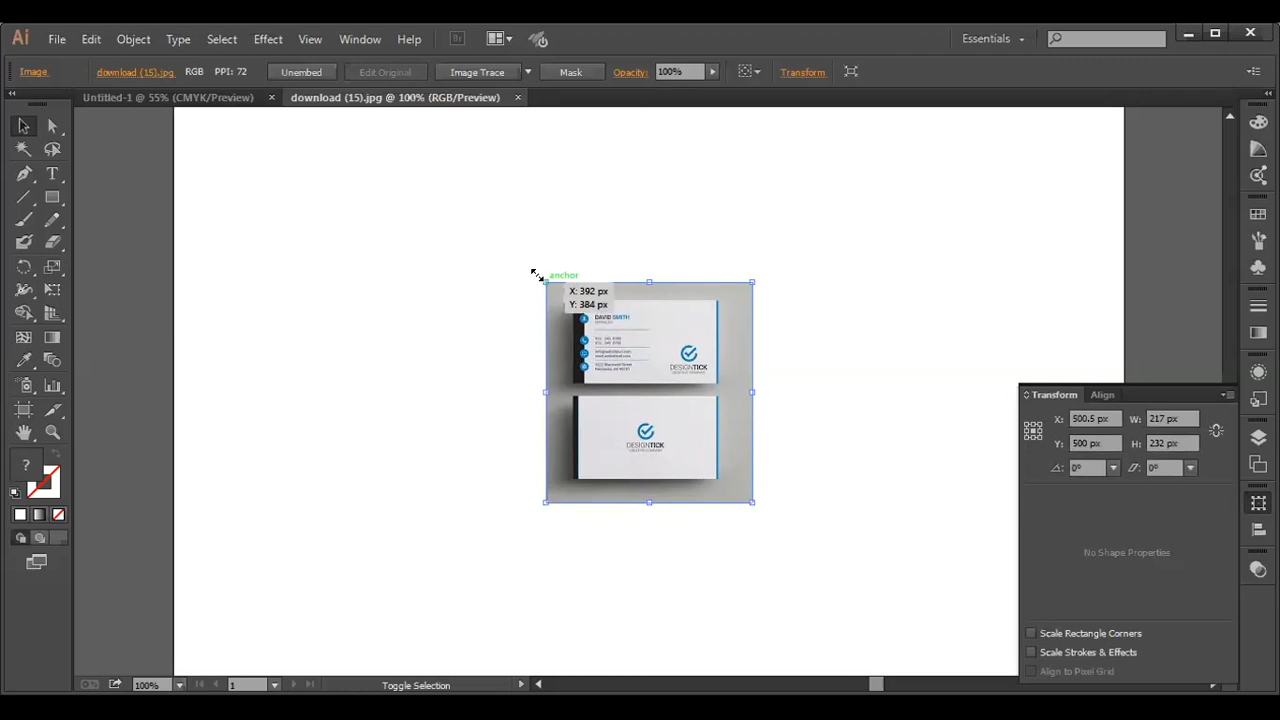 Ai File Edit Object Type Select Effect View Window Help Br Essentials
Image download (15).jpg RGB PPI: 72 Unembed Edit Original Image Trace Mask Opacity: 100% Transform
Untitled-1 @ 55% (CMYK/Preview) × download (15).jpg @ 100% (RGB/Preview) ×
anchor
X: 392 px
Y: 384 px
DAVID SMITH
DESIGNTICK
DESIGNTICK
Transform Align
X: 500.5 px W: 217 px
Y: 500 px H: 232 px
0° 0°
No Shape Properties
Scale Rectangle Corners
Scale Strokes & Effects
Align to Pixel Grid
?
100% 1 Toggle Selection